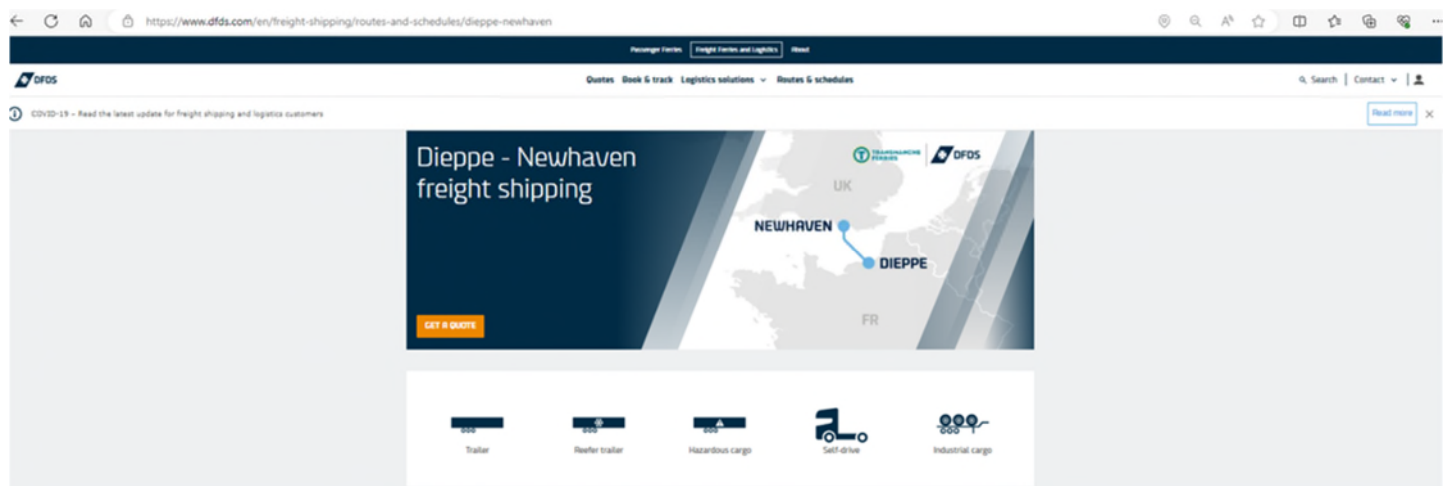 https://www.dfds.com/en/freight-shipping/routes-and-schedules/dieppe-newhaven
Passenger Ferries Freight Ferries and Logistics About
DFDS Quotes Book & track Logistics solutions Routes & schedules Search Contact
COVID-19 – Read the latest update for freight shipping and logistics customers Read more
Dieppe - Newhaven
freight shipping
TRANSMANCHE
FERRIES
DFDS
UK
NEWHAVEN
DIEPPE
FR
GET A QUOTE
Trailer Reefer trailer Hazardous cargo Self-drive Industrial cargo